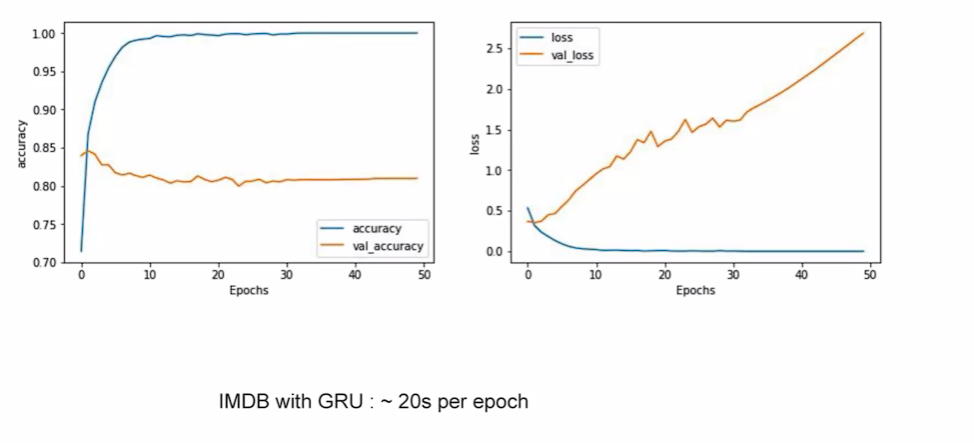 1.00
0.95
0.90
0.85
0.80
0.75
0.70
accuracy
accuracy
val_accuracy
0 10 20 30 40 50
Epochs
2.5
2.0
1.5
1.0
0.5
0.0
loss
loss
val_loss
0 10 20 30 40 50
Epochs
IMDB with GRU : ~ 20s per epoch